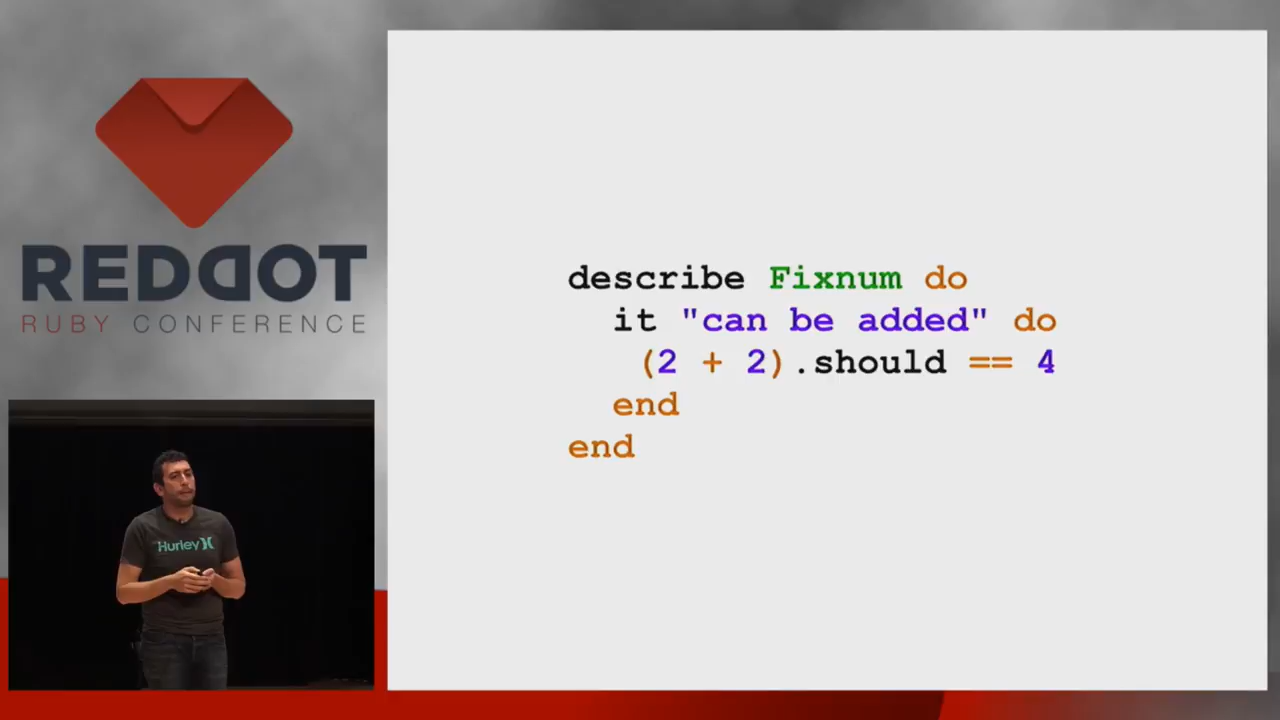 REDDOT
RUBY CONFERENCE
Hurley
describe Fixnum do
it "can be added" do
(2 + 2).should == 4
end
end